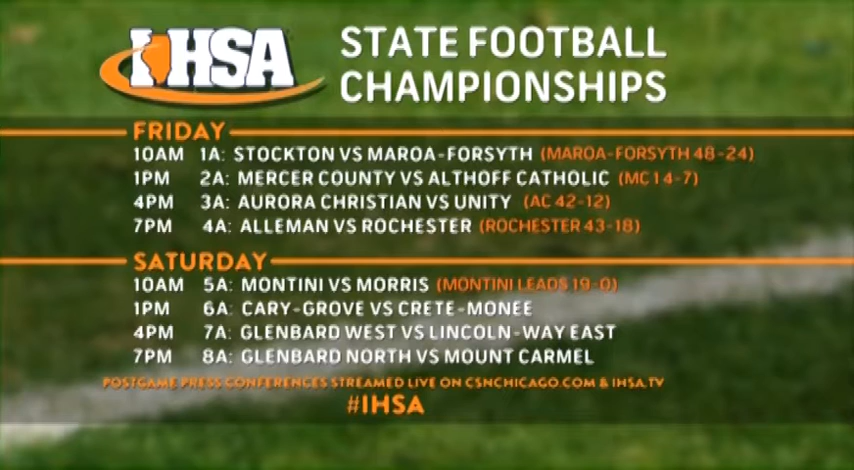 IHSA
STATE FOOTBALL
CHAMPIONSHIPS
FRIDAY
10AM 1A: STOCKTON VS MAROA-FORSYTH (MAROA-FORSYTH 48-24)
1PM 2A: MERCER COUNTY VS ALTHOFF CATHOLIC (MC 14-7)
4PM 3A: AURORA CHRISTIAN VS UNITY (AC 42-12)
7PM 4A: ALLEMAN VS ROCHESTER (ROCHESTER 43-18)
SATURDAY
10AM 5A: MONTINI VS MORRIS (MONTINI LEADS 19-0)
1PM 6A: CARY-GROVE VS CRETE-MONEE
4PM 7A: GLENBARD WEST VS LINCOLN-WAY EAST
7PM 8A: GLENBARD NORTH VS MOUNT CARMEL
POSTGAME PRESS CONFERENCES STREAMED LIVE ON CSNCHICAGO.COM & IHSA.TV
#IHSA